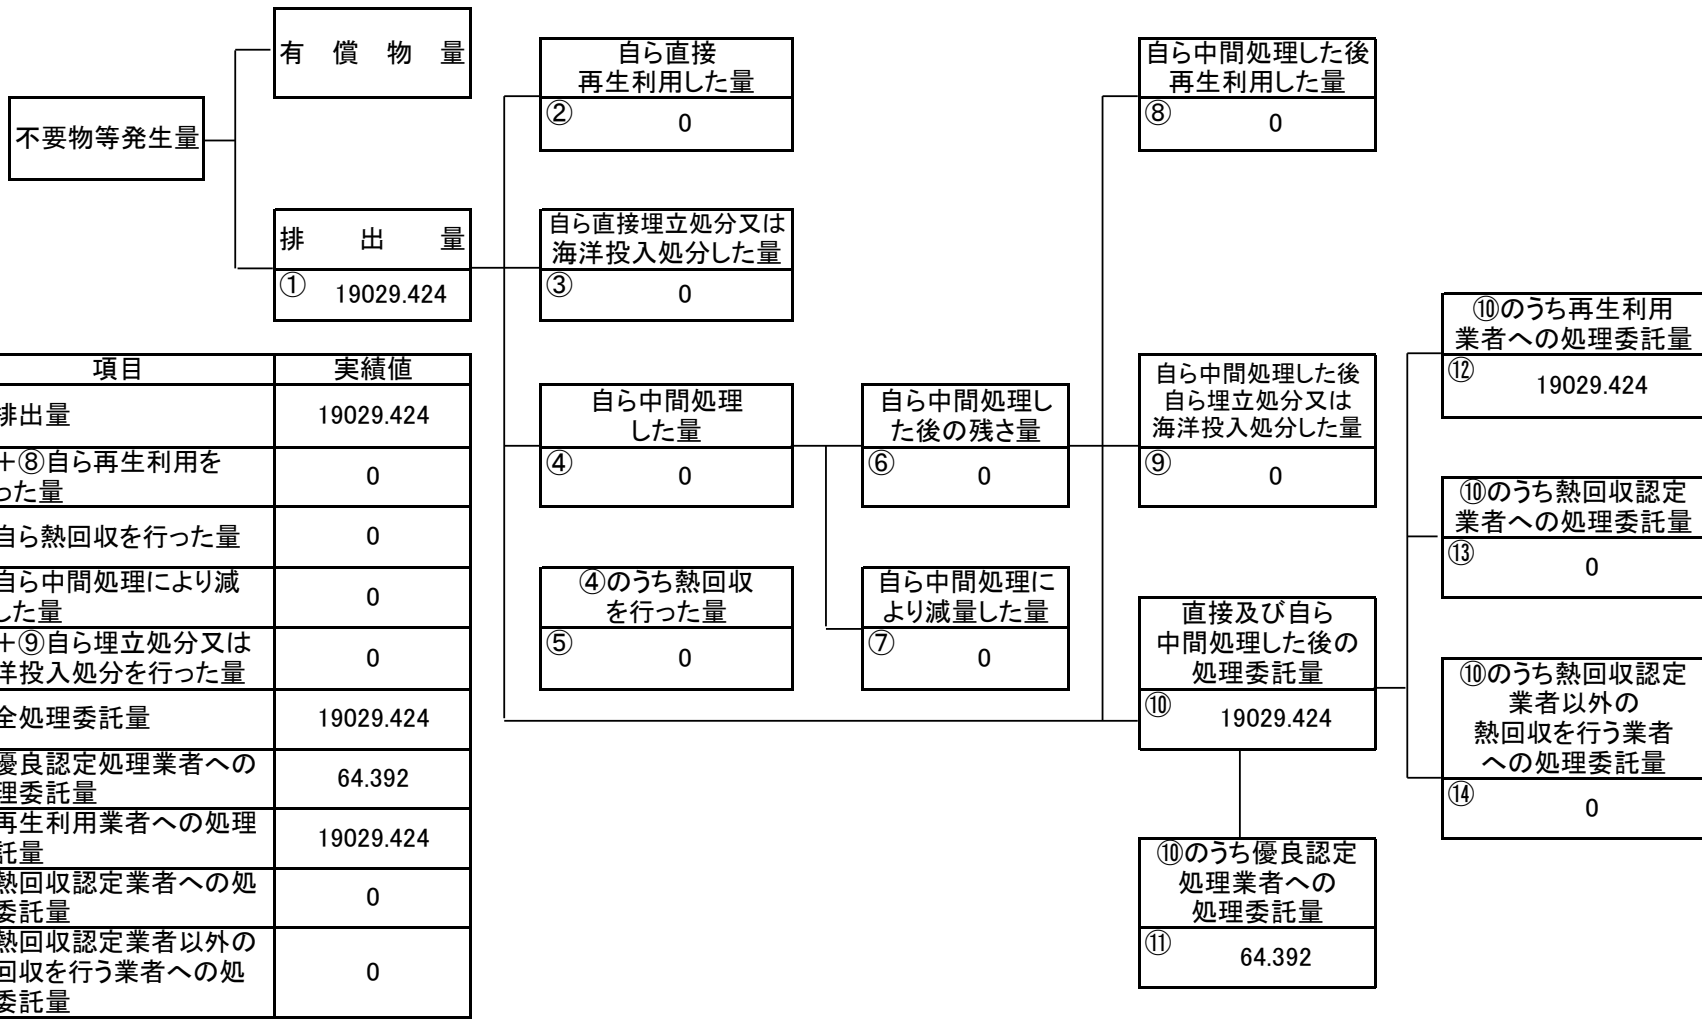 有 償 物 量
不要物等発生量
排 出 量
① 19029.424
自ら直接
再生利用した量
② 0
自ら直接埋立処分又は
海洋投入処分した量
③ 0
自ら中間処理
した量
④ 0
④のうち熱回収
を行った量
⑤ 0
自ら中間処理し
た後の残さ量
⑥ 0
自ら中間処理に
より減量した量
⑦ 0
自ら中間処理した後
再生利用した量
⑧ 0
自ら中間処理した後
自ら埋立処分又は
海洋投入処分した量
⑨ 0
直接及び自ら
中間処理した後の
処理委託量
⑩ 19029.424
⑩のうち優良認定
処理業者への
処理委託量
⑪ 64.392
⑩のうち再生利用
業者への処理委託量
⑫ 19029.424
⑩のうち熱回収認定
業者への処理委託量
⑬ 0
⑩のうち熱回収認定
業者以外の
熱回収を行う業者
への処理委託量
⑭ 0
項目 実績値
排出量 19029.424
+⑧自ら再生利用を
った量 0
自ら熱回収を行った量 0
自ら中間処理により減
した量 0
+⑨自ら埋立処分又は
洋投入処分を行った量 0
全処理委託量 19029.424
優良認定処理業者への
理委託量 64.392
再生利用業者への処理
託量 19029.424
熱回収認定業者への処
委託量 0
熱回収認定業者以外の
回収を行う業者への処
委託量 0